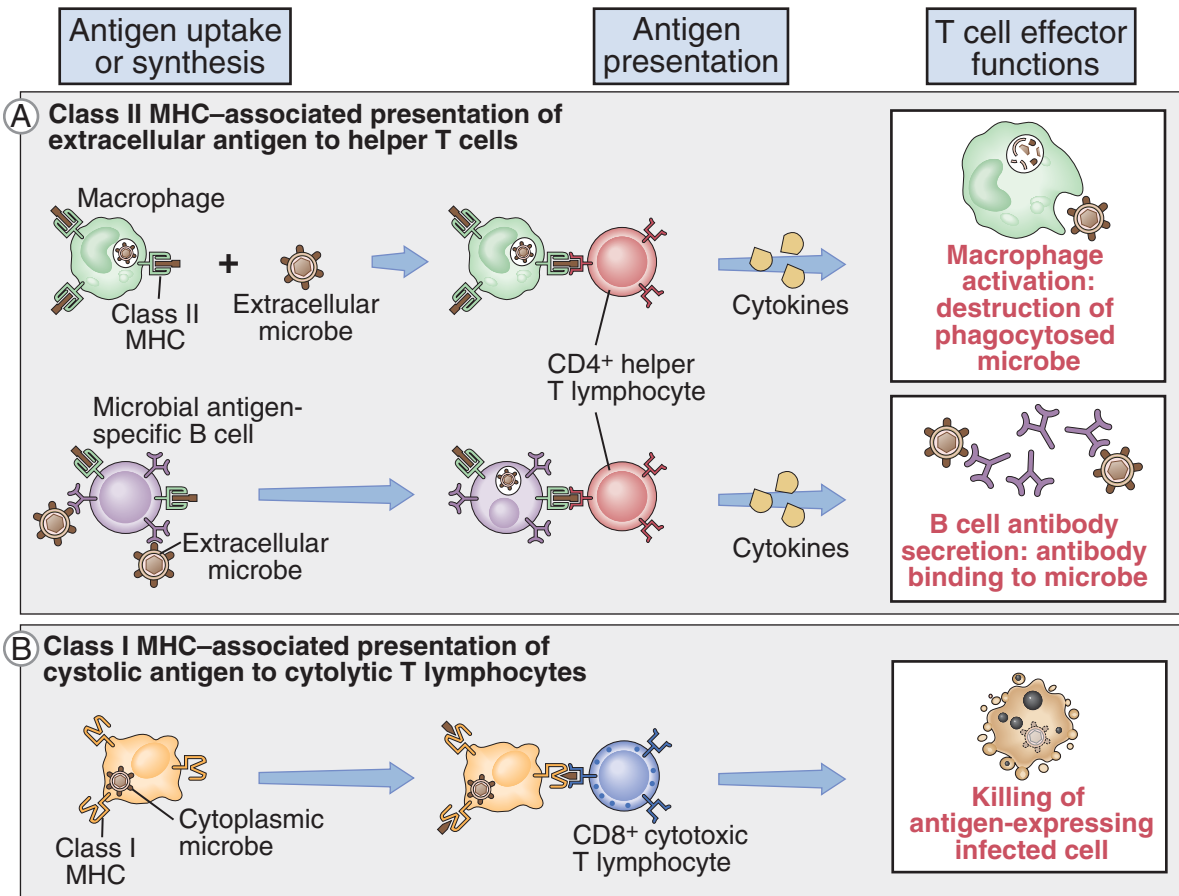 Antigen uptake
or synthesis
Antigen
presentation
T cell effector
functions
A
Class II MHC–associated presentation of
extracellular antigen to helper T cells
Macrophage
+
Class II
MHC
Extracellular
microbe
CD4⁺ helper
T lymphocyte
Cytokines
Macrophage
activation:
destruction of
phagocytosed
microbe
Microbial antigen-
specific B cell
Extracellular
microbe
Cytokines
B cell antibody
secretion: antibody
binding to microbe
B
Class I MHC–associated presentation of
cystolic antigen to cytolytic T lymphocytes
Class I
MHC
Cytoplasmic
microbe
CD8⁺ cytotoxic
T lymphocyte
Killing of
antigen-expressing
infected cell